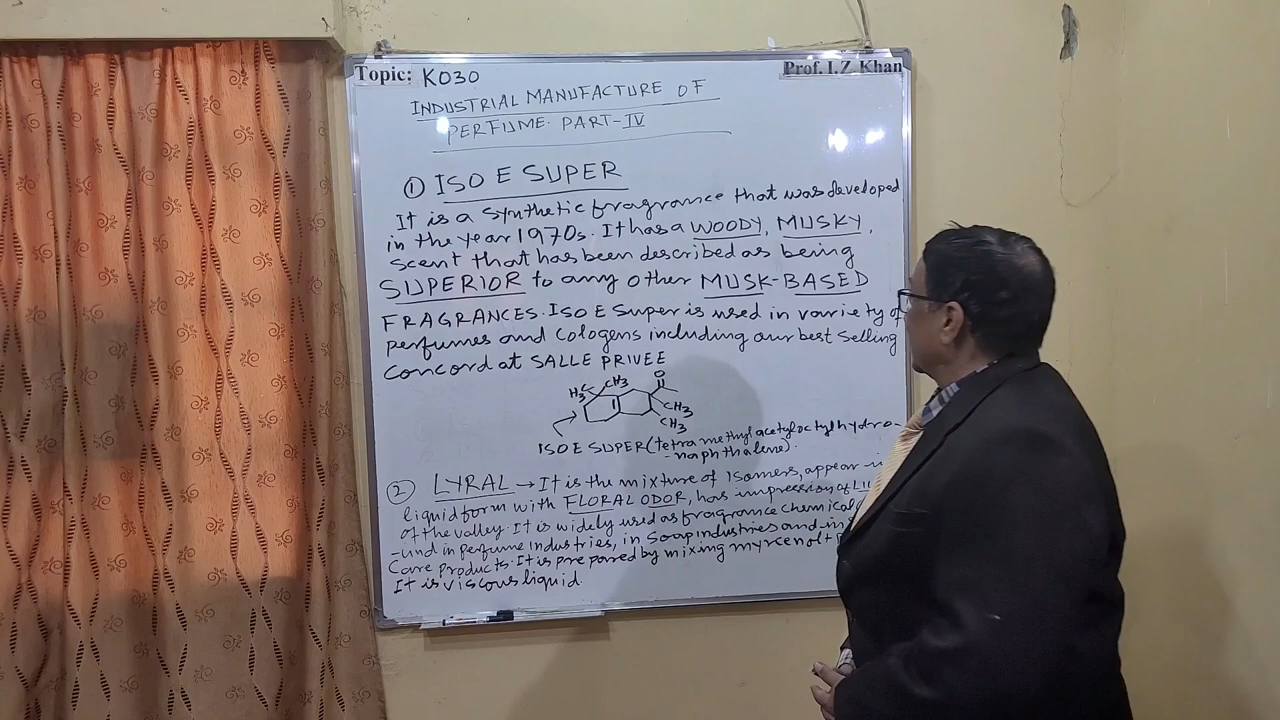 Topic: K030
Prof. I.Z. Khan
INDUSTRIAL MANUFACTURE OF
PERFUME. PART-IV
① ISO E SUPER
It is a synthetic fragrance that was developed
in the year 1970s. It has a WOODY, MUSKY,
scent that has been described as being
SUPERIOR to any other MUSK-BASED
FRAGRANCES. ISO E Super is used in variety of
perfumes and Colognes including our best selling
Concord at SALLE PRIVEE
H₃C CH₃ O
CH₃
CH₃
ISO E SUPER (tetra methyl acetyloctylhydro-
-naphthalene).
② LYRAL → It is the mixture of Isomers, appear in
liquid form with FLORAL ODOR, has impression of
of the valley. It is widely used as fragrance chemical
-und in perfume Industries, in Soap Industries and in
Care products. It is prepared by mixing myrcenol +
It is viscous liquid.